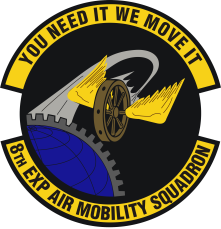 YOU NEED IT WE MOVE IT
8TH EXP AIR MOBILITY SQUADRON